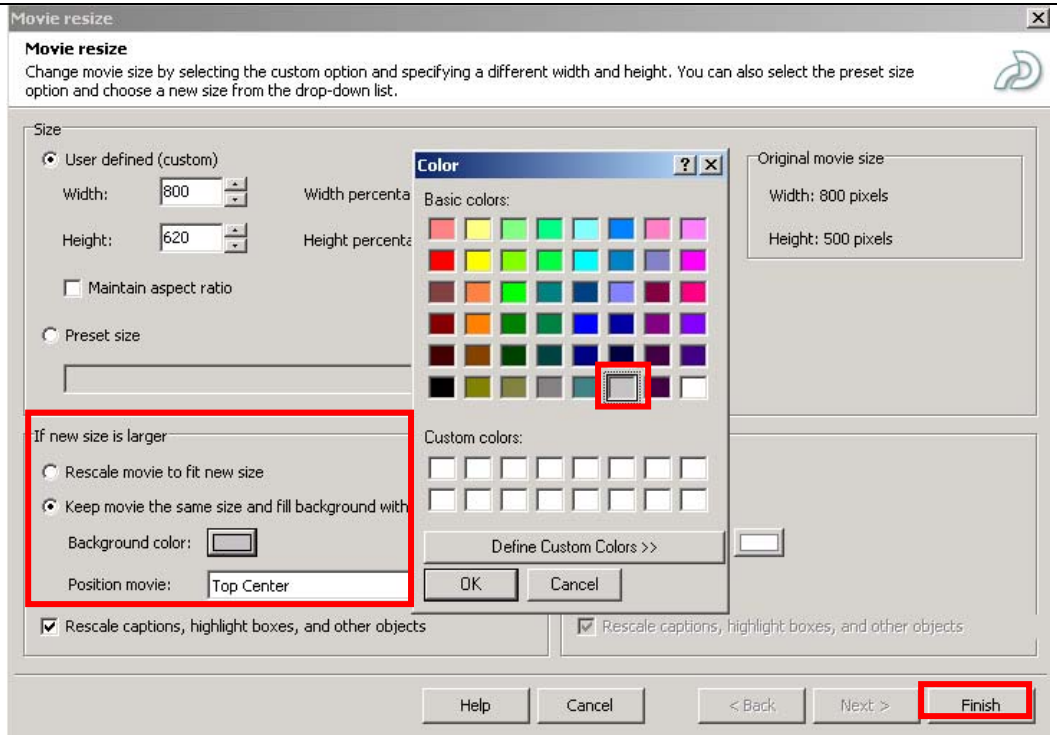 Movie resize
Movie resize
Change movie size by selecting the custom option and specifying a different width and height. You can also select the preset size
option and choose a new size from the drop-down list.
Size
User defined (custom)
Width: 800 Width percenta
Height: 620 Height percenta
Maintain aspect ratio
Preset size
Color
Basic colors:
Custom colors:
Define Custom Colors >>
OK Cancel
Original movie size
Width: 800 pixels
Height: 500 pixels
If new size is larger
Rescale movie to fit new size
Keep movie the same size and fill background with
Background color:
Position movie: Top Center
Rescale captions, highlight boxes, and other objects
Rescale captions, highlight boxes, and other objects
Help Cancel < Back Next > Finish